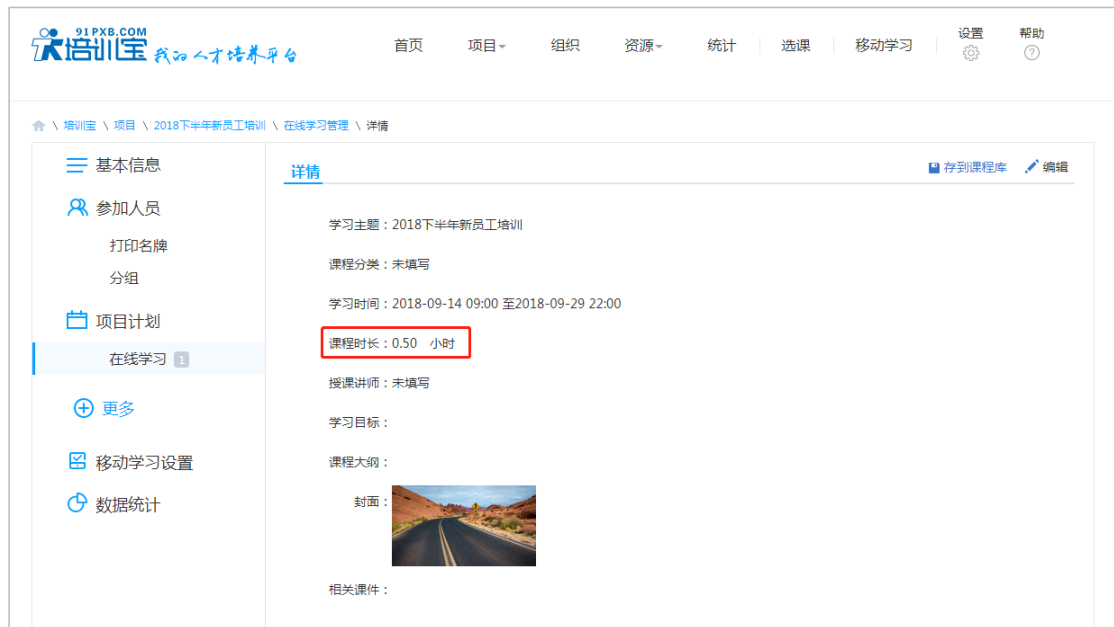 91PXB.COM
培训宝 我的人才培养平台
首页 项目 组织 资源 统计 选课 移动学习 设置 帮助
\ 培训宝 \ 项目 \ 2018下半年新员工培训 \ 在线学习管理 \ 详情
基本信息
参加人员
打印名牌
分组
项目计划
在线学习 1
更多
移动学习设置
数据统计
详情 存到课程库 编辑
学习主题：2018下半年新员工培训
课程分类：未填写
学习时间：2018-09-14 09:00 至2018-09-29 22:00
课程时长：0.50 小时
授课讲师：未填写
学习目标：
课程大纲：
封面：
相关课件：